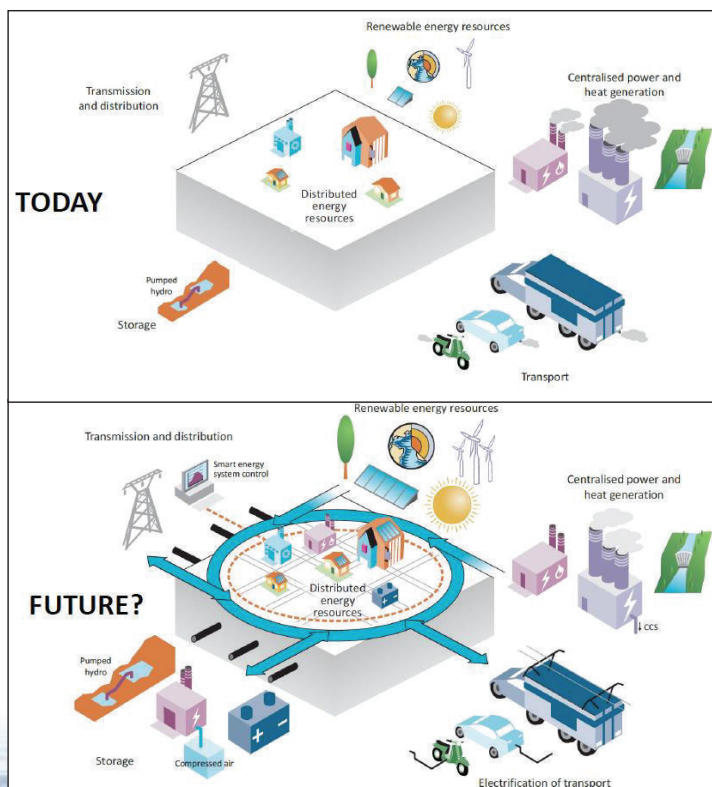 Renewable energy resources
Transmission
and distribution
Centralised power and
heat generation
TODAY
Distributed
energy
resources
Pumped
hydro
Storage
Transport
Renewable energy resources
Transmission and distribution
Smart energy
system control
Centralised power and
heat generation
FUTURE?
Distributed
energy
resources
CCS
Pumped
hydro
Storage
Compressed air
Electrification of transport